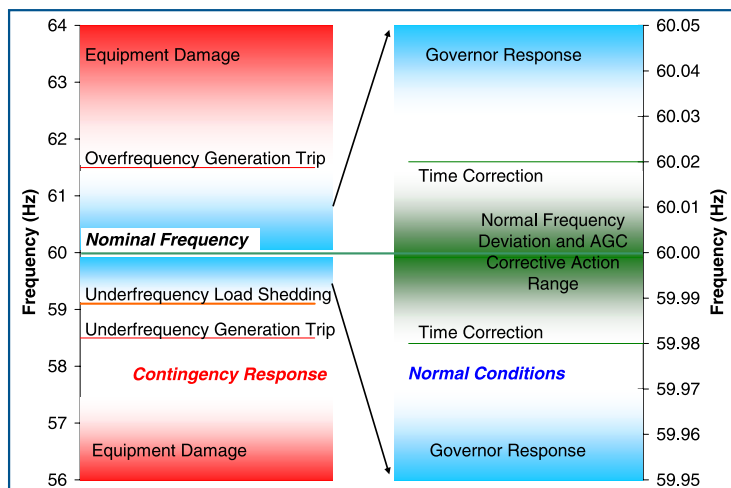 64
63
62
61
60
59
58
57
56
Frequency (Hz)
Equipment Damage
Overfrequency Generation Trip
Nominal Frequency
Underfrequency Load Shedding
Underfrequency Generation Trip
Contingency Response
Equipment Damage
Governor Response
Time Correction
Normal Frequency
Deviation and AGC
Corrective Action
Range
Time Correction
Normal Conditions
Governor Response
60.05
60.04
60.03
60.02
60.01
60.00
59.99
59.98
59.97
59.96
59.95
Frequency (Hz)